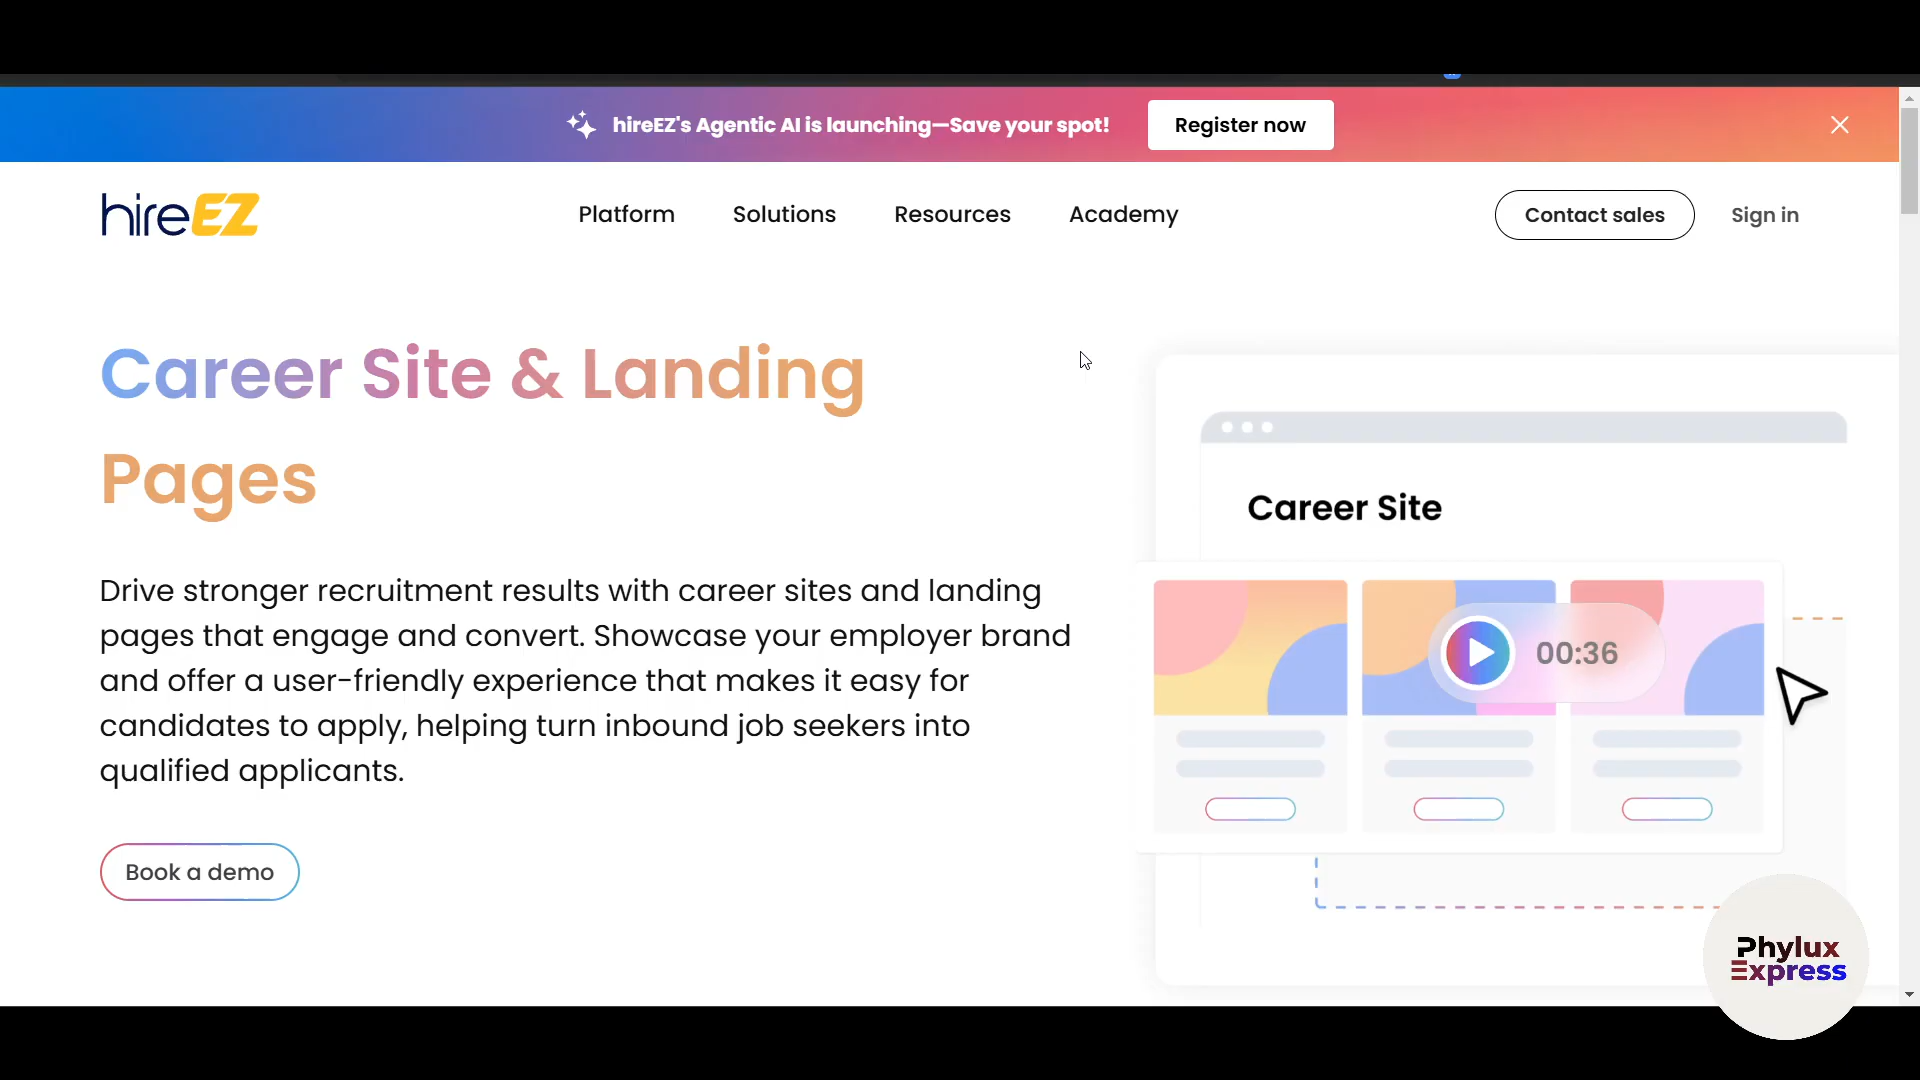 hireEZ's Agentic AI is launching—Save your spot!
Register now
hireEZ
Platform
Solutions
Resources
Academy
Contact sales
Sign in
Career Site & Landing
Pages
Drive stronger recruitment results with career sites and landing
pages that engage and convert. Showcase your employer brand
and offer a user-friendly experience that makes it easy for
candidates to apply, helping turn inbound job seekers into
qualified applicants.
Book a demo
Career Site
00:36
Phylux
Express